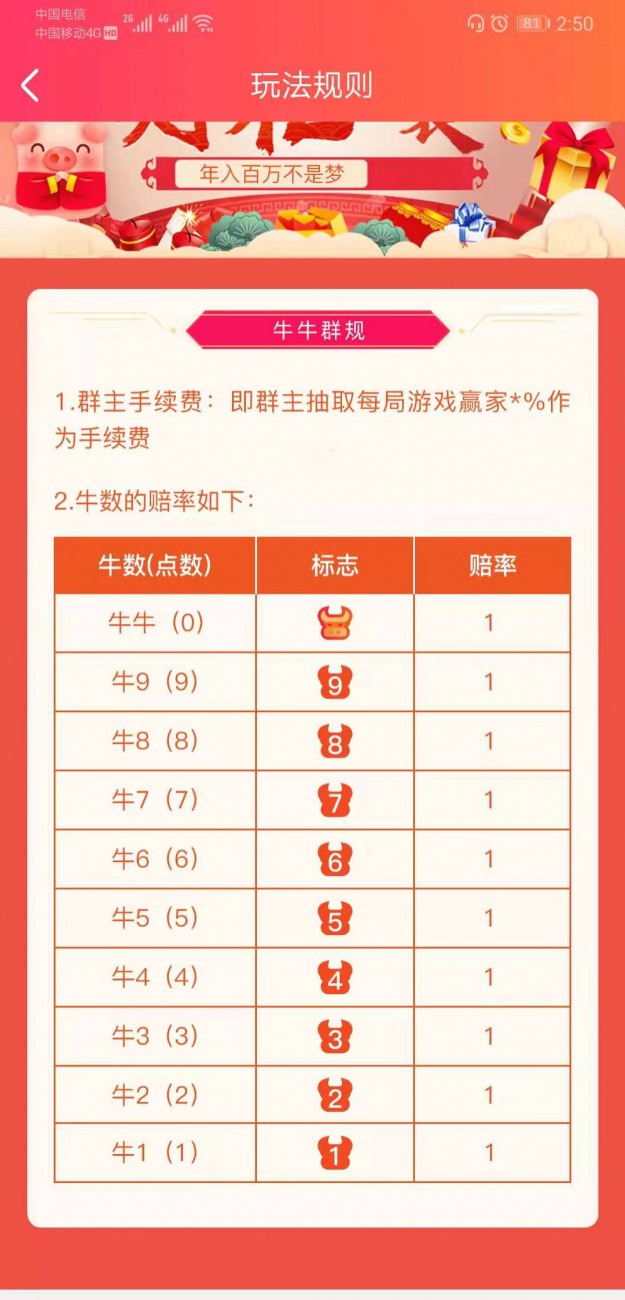 中国电信
中国移动4G HD
2G 4G 81 2:50
玩法规则
年入百万不是梦
牛牛群规
1.群主手续费：即群主抽取每局游戏赢家*%作
为手续费
2.牛数的赔率如下：
牛数(点数) 标志 赔率
牛牛（0） 1
牛9（9） 9 1
牛8（8） 8 1
牛7（7） 7 1
牛6（6） 6 1
牛5（5） 5 1
牛4（4） 4 1
牛3（3） 3 1
牛2（2） 2 1
牛1（1） 1 1